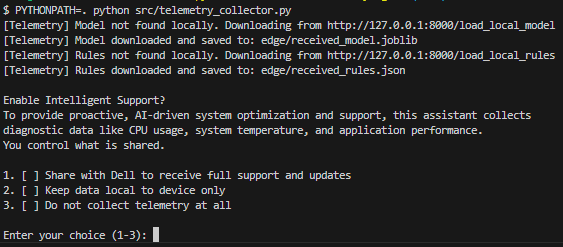 $ PYTHONPATH=. python src/telemetry_collector.py
[Telemetry] Model not found locally. Downloading from http://127.0.0.1:8000/load_local_model
[Telemetry] Model downloaded and saved to: edge/received_model.joblib
[Telemetry] Rules not found locally. Downloading from http://127.0.0.1:8000/load_local_rules
[Telemetry] Rules downloaded and saved to: edge/received_rules.json
Enable Intelligent Support?
To provide proactive, AI-driven system optimization and support, this assistant collects
diagnostic data like CPU usage, system temperature, and application performance.
You control what is shared.
1. [ ] Share with Dell to receive full support and updates
2. [ ] Keep data local to device only
3. [ ] Do not collect telemetry at all
Enter your choice (1-3):